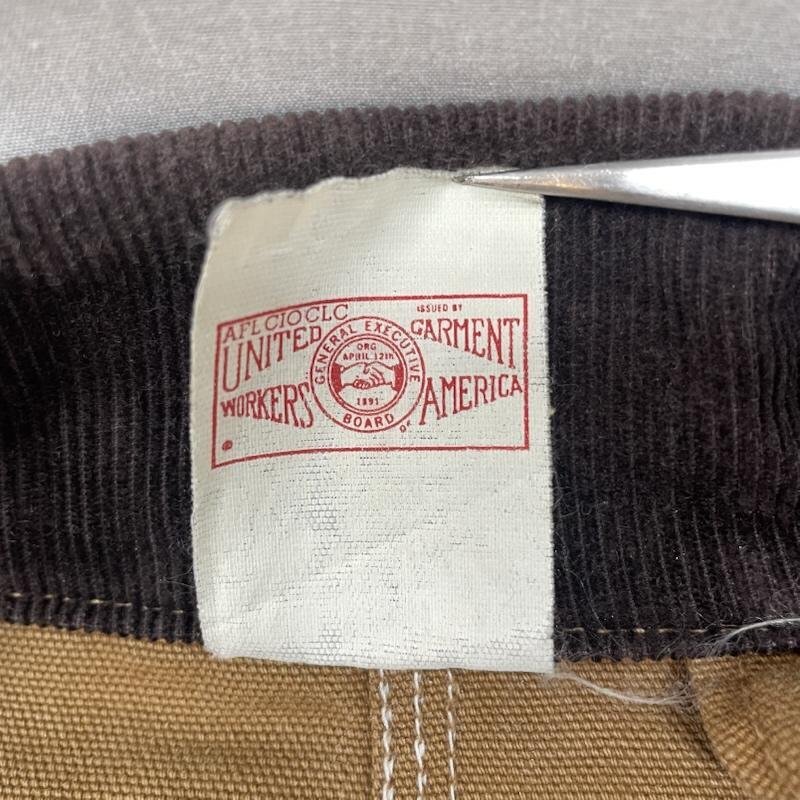 AFL CIO CLC
ISSUED BY
UNITED GARMENT
WORKERS OF AMERICA
GENERAL EXECUTIVE
BOARD
ORG
APRIL 12TH
1891